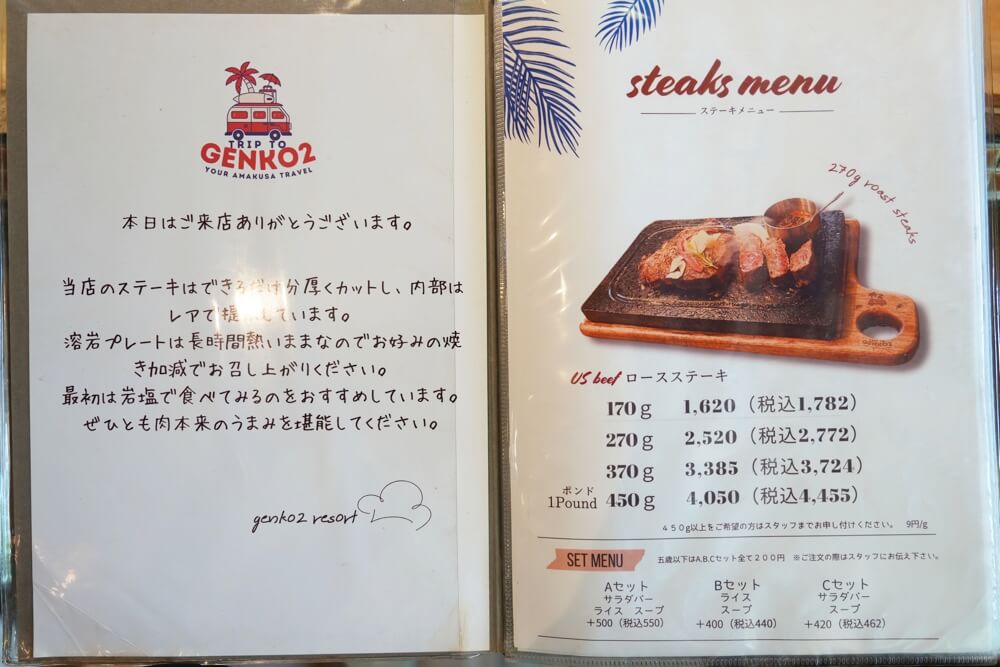 TRIP TO
GENKO2
YOUR AMAKUSA TRAVEL
本日はご来店ありがとうございます。
当店のステーキはできるだけ分厚くカットし、内部は
レアで提供しています。
溶岩プレートは長時間熱いままなのでお好みの焼
き加減でお召し上がりください。
最初は岩塩で食べてみるのをおすすめしています。
ぜひとも肉本来のうまみを堪能してください。
genko2 resort
steaks menu
ステーキメニュー
270g roast steaks
US beef ロースステーキ
170g 1,620（税込1,782）
270g 2,520（税込2,772）
370g 3,385（税込3,724）
ポンド
1Pound 450g 4,050（税込4,455）
450g以上をご希望の方はスタッフまでお申し付けください。 9円/g
SET MENU 五歳以下はA.B.Cセット全て200円 ※ご注文の際はスタッフにお伝え下さい。
Aセット Bセット Cセット
サラダバー ライス サラダバー
ライス スープ スープ スープ
＋500（税込550） ＋400（税込440） ＋420（税込462）